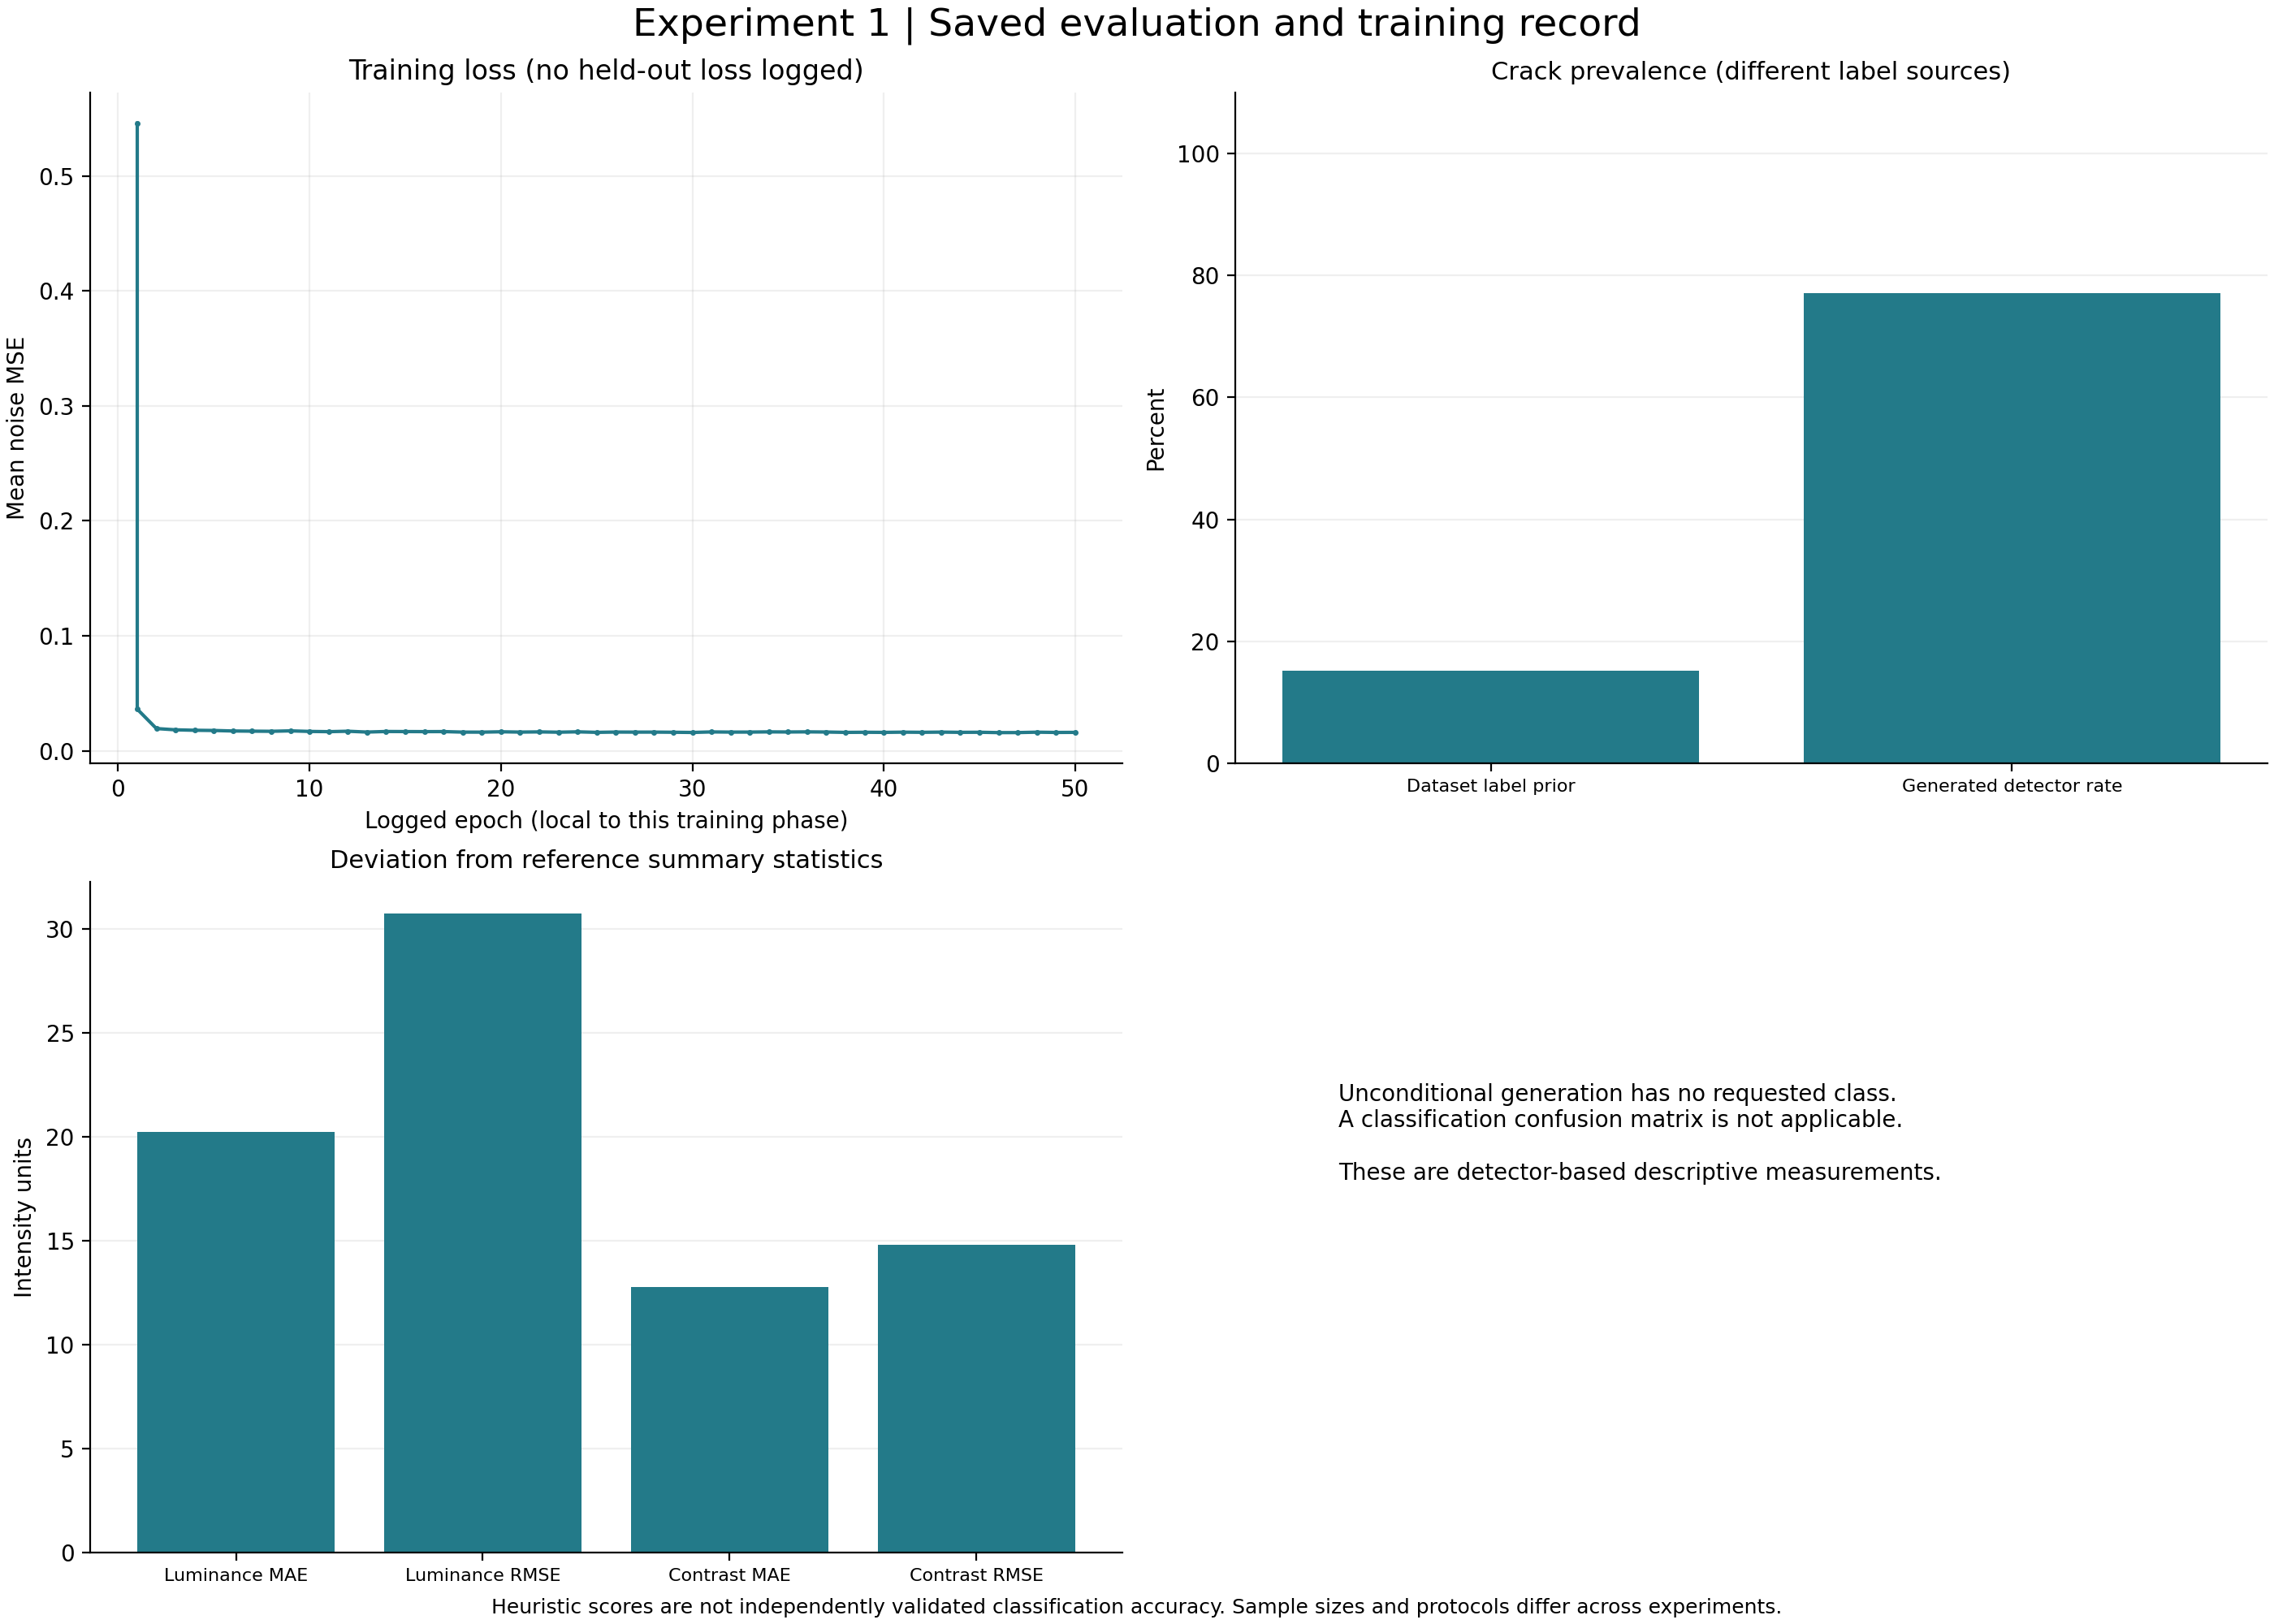 Experiment 1 | Saved evaluation and training record
Training loss (no held-out loss logged)
Mean noise MSE
0.5
0.4
0.3
0.2
0.1
0.0
0
10
20
30
40
50
Logged epoch (local to this training phase)
Crack prevalence (different label sources)
Percent
100
80
60
40
20
0
Dataset label prior
Generated detector rate
Deviation from reference summary statistics
Intensity units
30
25
20
15
10
5
0
Luminance MAE
Luminance RMSE
Contrast MAE
Contrast RMSE
Unconditional generation has no requested class.
A classification confusion matrix is not applicable.
These are detector-based descriptive measurements.
Heuristic scores are not independently validated classification accuracy. Sample sizes and protocols differ across experiments.